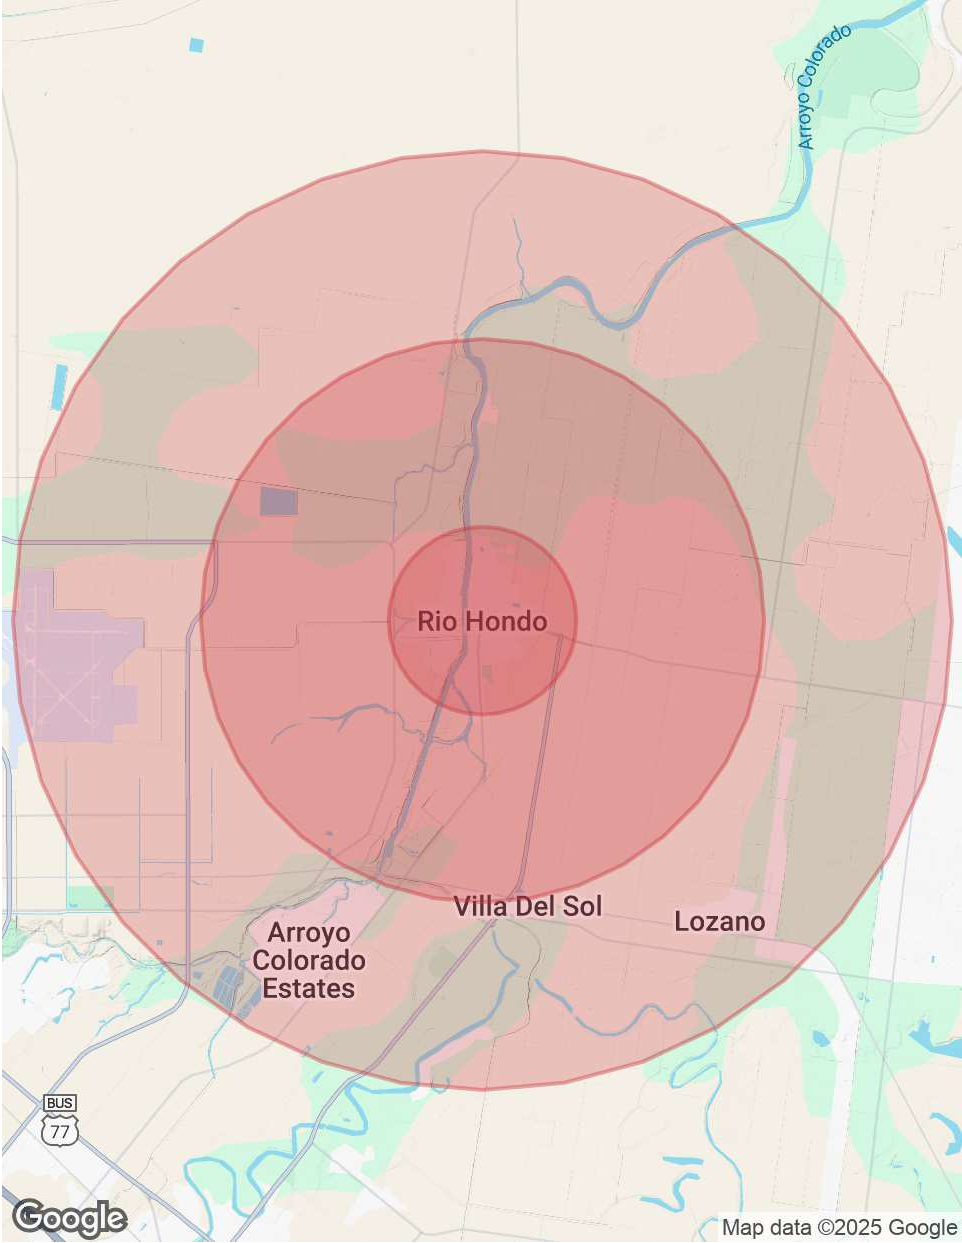 Arroyo Colorado
Rio Hondo
Villa Del Sol
Lozano
Arroyo
Colorado
Estates
BUS
77
Google
Map data ©2025 Google